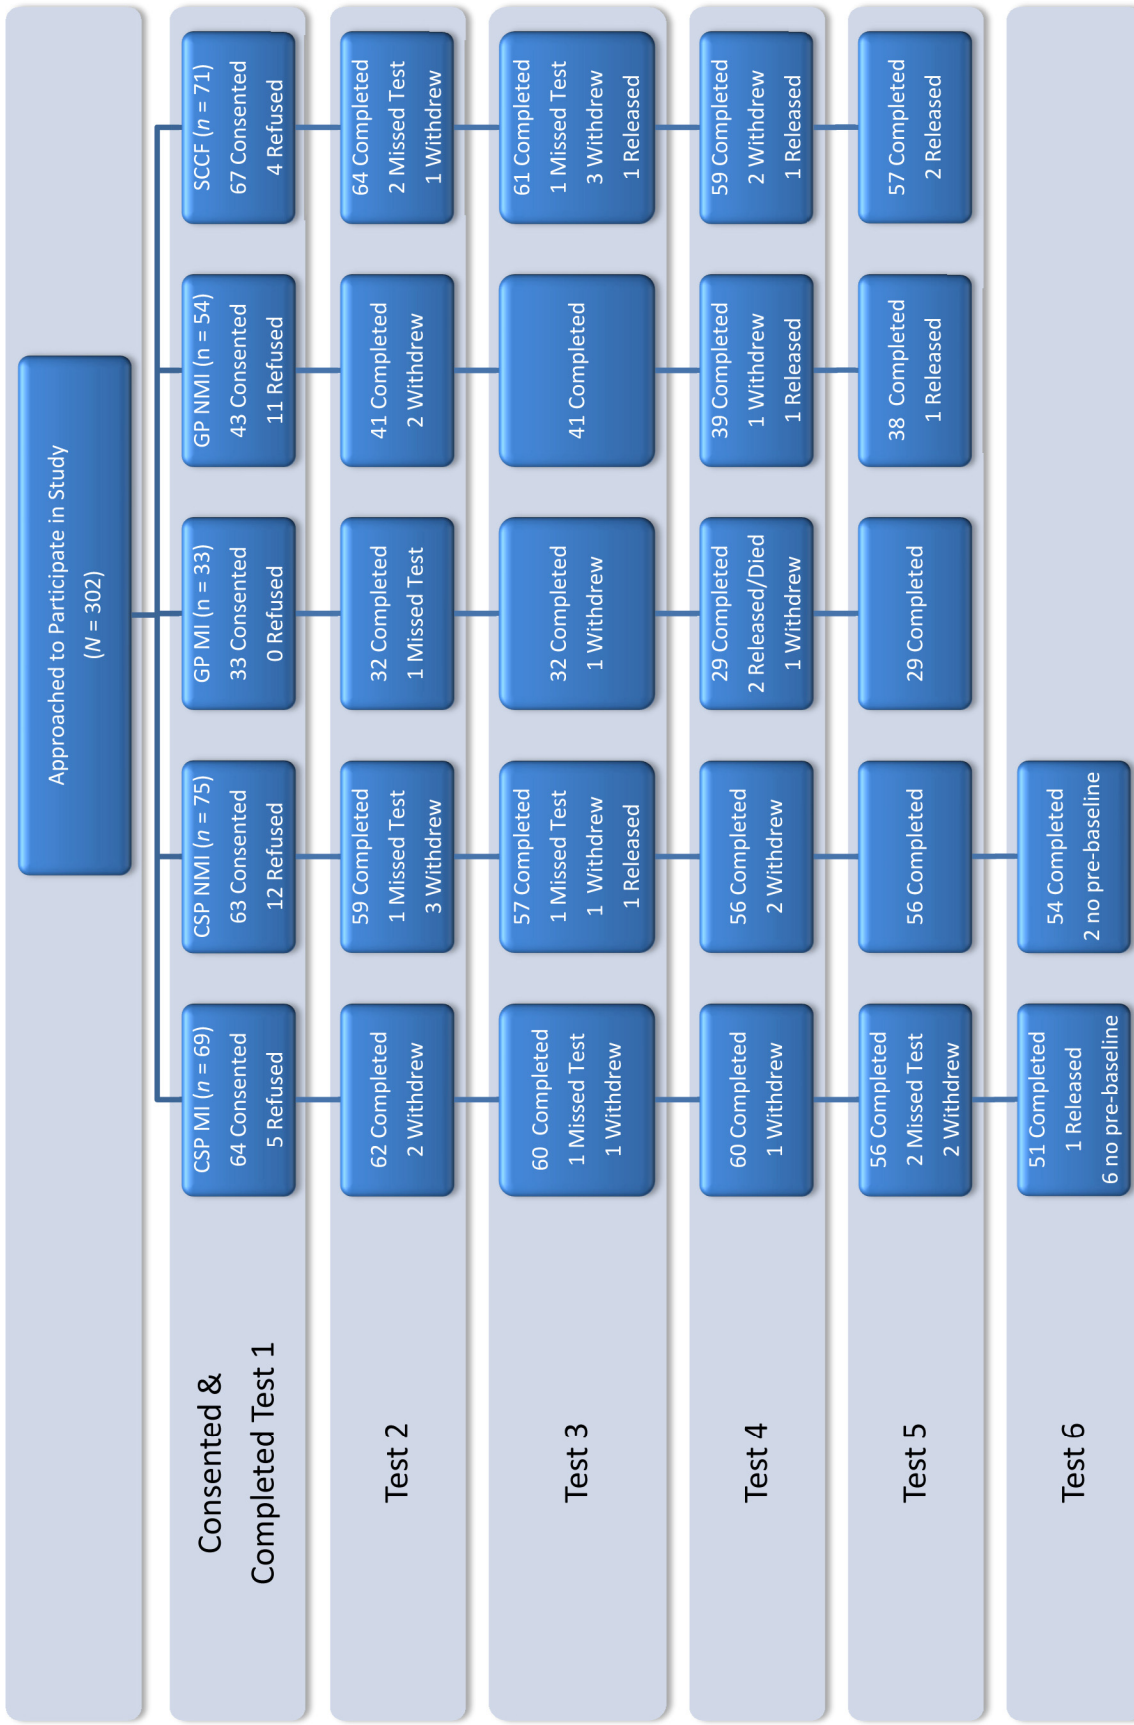 Approached to Participate in Study
(N = 302)
Consented &
Completed Test 1
CSP MI (n = 69)
64 Consented
5 Refused
CSP NMI (n = 75)
63 Consented
12 Refused
GP MI (n = 33)
33 Consented
0 Refused
GP NMI (n = 54)
43 Consented
11 Refused
SCCF (n = 71)
67 Consented
4 Refused
Test 2
62 Completed
2 Withdrew
59 Completed
1 Missed Test
3 Withdrew
32 Completed
1 Missed Test
41 Completed
2 Withdrew
64 Completed
2 Missed Test
1 Withdrew
Test 3
60 Completed
1 Missed Test
1 Withdrew
57 Completed
1 Missed Test
1 Withdrew
1 Released
32 Completed
1 Withdrew
41 Completed
61 Completed
1 Missed Test
3 Withdrew
1 Released
Test 4
60 Completed
1 Withdrew
56 Completed
2 Withdrew
29 Completed
2 Released/Died
1 Withdrew
39 Completed
1 Withdrew
1 Released
59 Completed
2 Withdrew
1 Released
Test 5
56 Completed
2 Missed Test
2 Withdrew
56 Completed
29 Completed
38 Completed
1 Released
57 Completed
2 Released
Test 6
51 Completed
1 Released
6 no pre-baseline
54 Completed
2 no pre-baseline